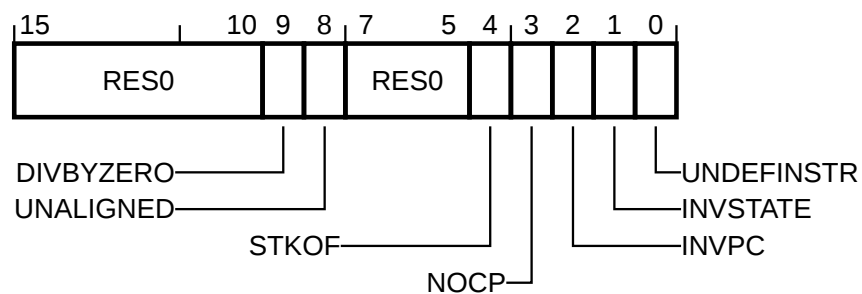 15 10 9 8 7 5 4 3 2 1 0
RES0 RES0
DIVBYZERO UNDEFINSTR
UNALIGNED INVSTATE
STKOF INVPC
NOCP